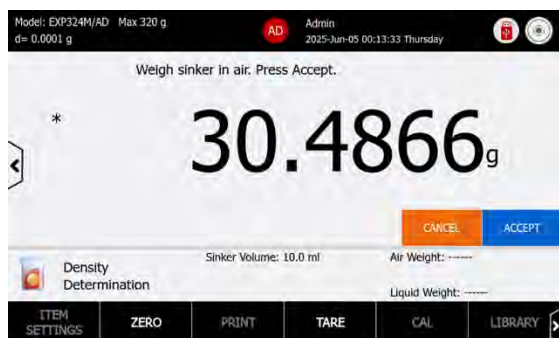 Model: EXP324M/AD Max 320 g
d= 0.0001 g
AD
Admin
2025-Jun-05 00:13:33 Thursday
Weigh sinker in air. Press Accept.
*
30.4866 g
CANCEL
ACCEPT
Density
Determination
Sinker Volume: 10.0 ml
Air Weight: ------
Liquid Weight: ------
ITEM
SETTINGS
ZERO
PRINT
TARE
CAL
LIBRARY